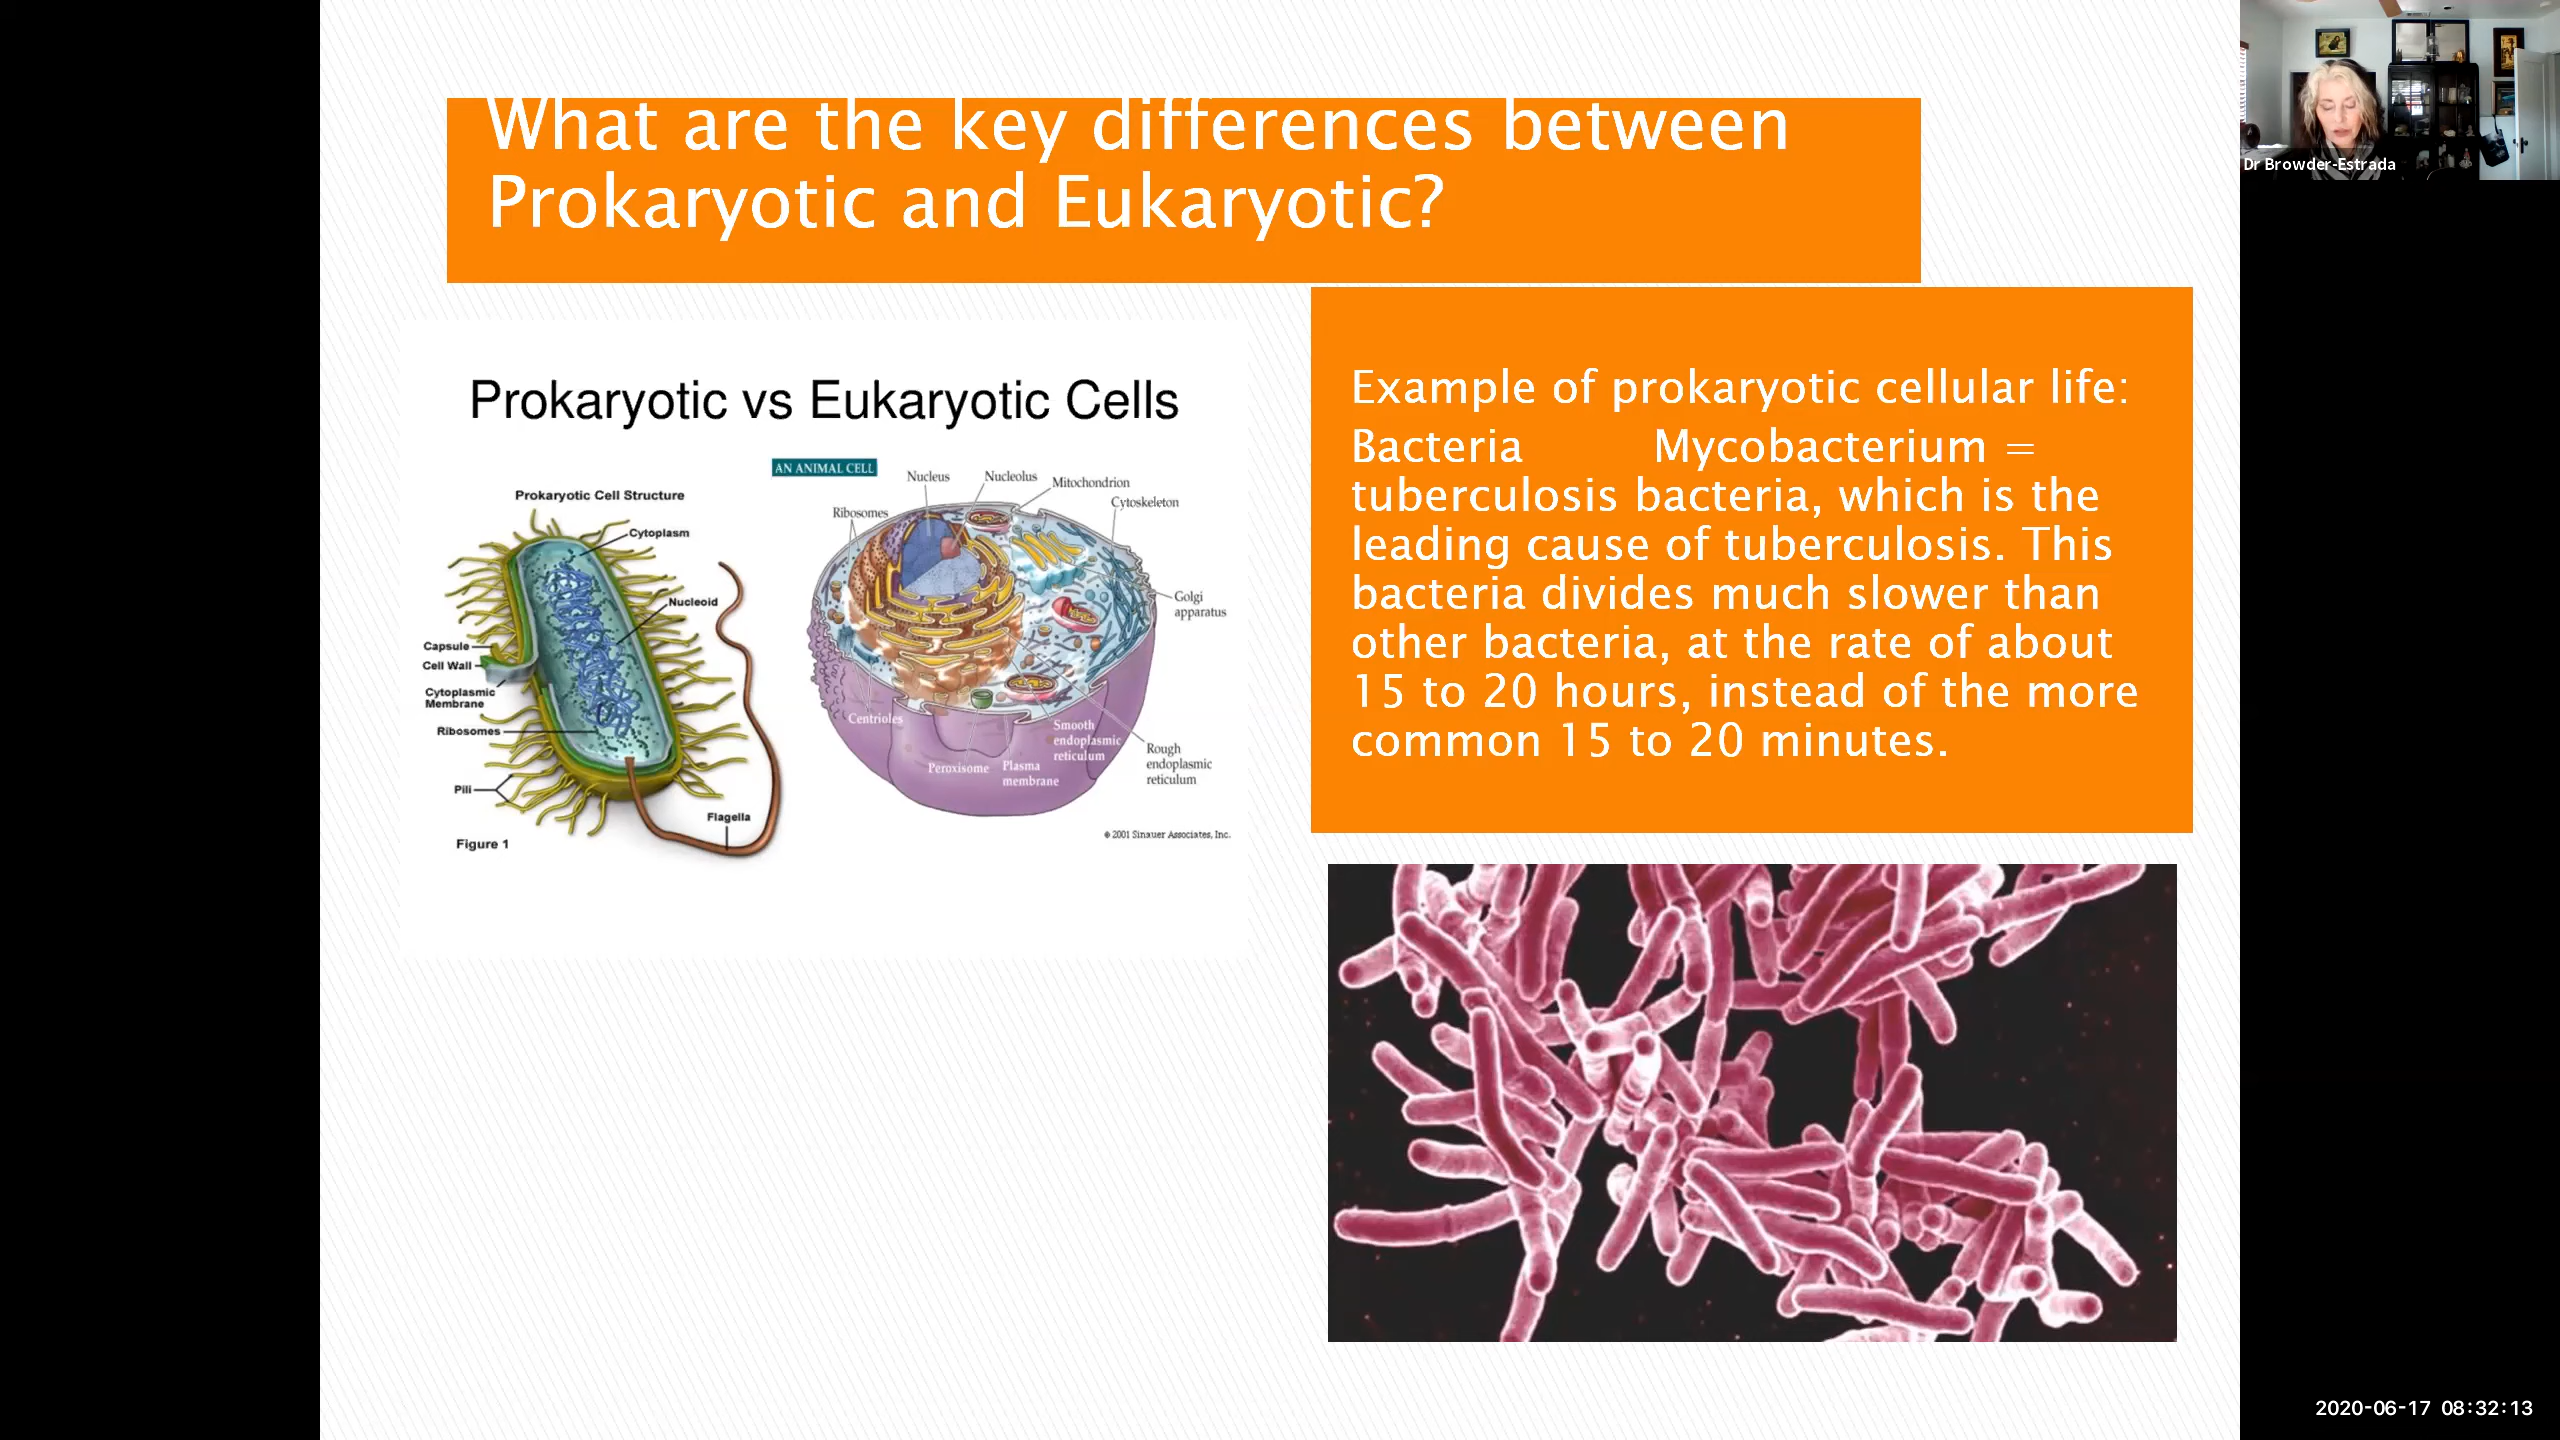 What are the key differences between
Prokaryotic and Eukaryotic?
Dr Browder-Estrada
Prokaryotic vs Eukaryotic Cells
Prokaryotic Cell Structure
Cytoplasm
Nucleoid
Capsule
Cell Wall
Cytoplasmic
Membrane
Ribosomes
Pili
Flagella
Figure 1
AN ANIMAL CELL
Nucleus
Nucleolus
Mitochondrion
Cytoskeleton
Ribosomes
Golgi
apparatus
Centrioles
Smooth
endoplasmic
reticulum
Peroxisome
Plasma
membrane
Rough
endoplasmic
reticulum
© 2001 Sinauer Associates, Inc.
Example of prokaryotic cellular life:
Bacteria Mycobacterium =
tuberculosis bacteria, which is the
leading cause of tuberculosis. This
bacteria divides much slower than
other bacteria, at the rate of about
15 to 20 hours, instead of the more
common 15 to 20 minutes.
2020-06-17 08:32:13